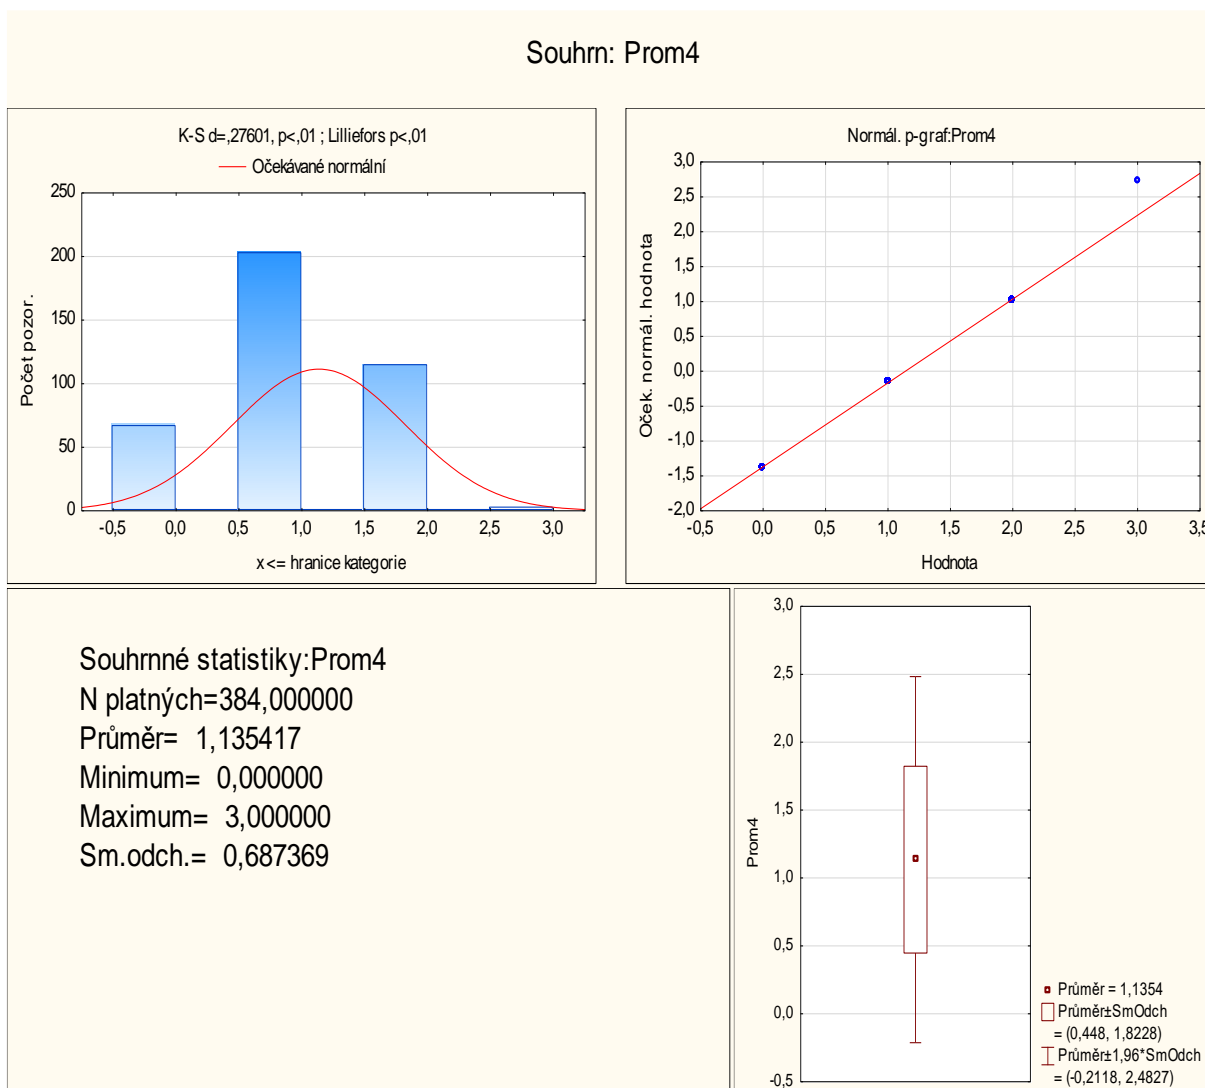 Souhrn: Prom4
K-S d=,27601, p<,01 ; Lilliefors p<,01
Očekávané normální
250
200
150
100
50
0
Počet pozor.
-0,5 0,0 0,5 1,0 1,5 2,0 2,5 3,0
x <= hranice kategorie
Normál. p-graf:Prom4
3,0
2,5
2,0
1,5
1,0
0,5
0,0
-0,5
-1,0
-1,5
-2,0
Oček. normál. hodnota
-0,5 0,0 0,5 1,0 1,5 2,0 2,5 3,0 3,5
Hodnota
Souhrnné statistiky:Prom4
N platných=384,000000
Průměr= 1,135417
Minimum= 0,000000
Maximum= 3,000000
Sm.odch.= 0,687369
3,0
2,5
2,0
1,5
1,0
0,5
0,0
-0,5
Prom4
Průměr = 1,1354
Průměr±SmOdch
= (0,448, 1,8228)
Průměr±1,96*SmOdch
= (-0,2118, 2,4827)